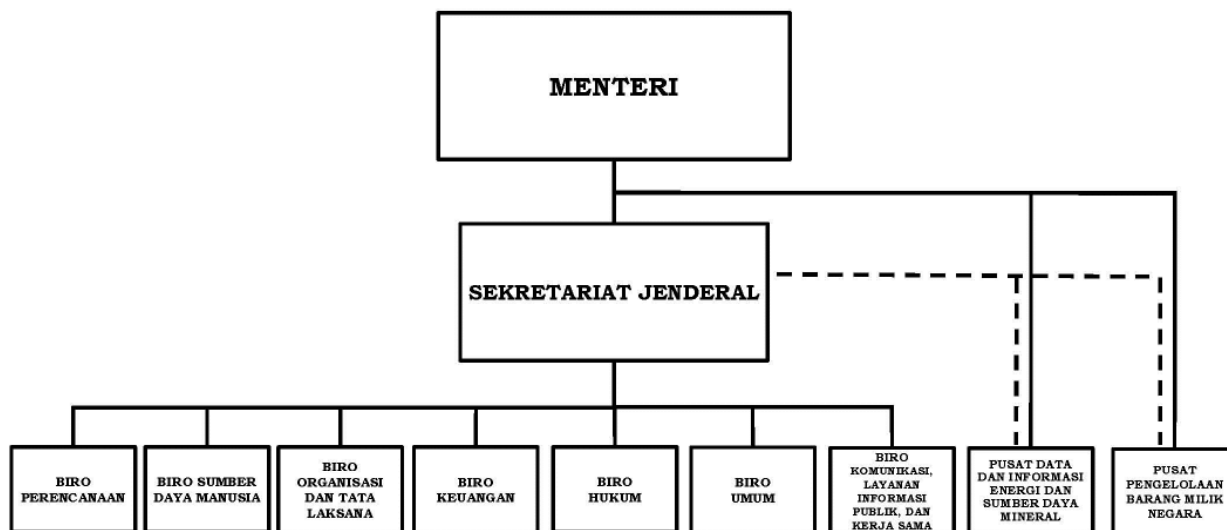 MENTERI
SEKRETARIAT JENDERAL
BIRO
PERENCANAAN
BIRO SUMBER
DAYA MANUSIA
BIRO
ORGANISASI
DAN TATA
LAKSANA
BIRO
KEUANGAN
BIRO
HUKUM
BIRO
UMUM
BIRO
KOMUNIKASI,
LAYANAN
INFORMASI
PUBLIK, DAN
KERJA SAMA
PUSAT DATA
DAN INFORMASI
ENERGI DAN
SUMBER DAYA
MINERAL
PUSAT
PENGELOLAAN
BARANG MILIK
NEGARA